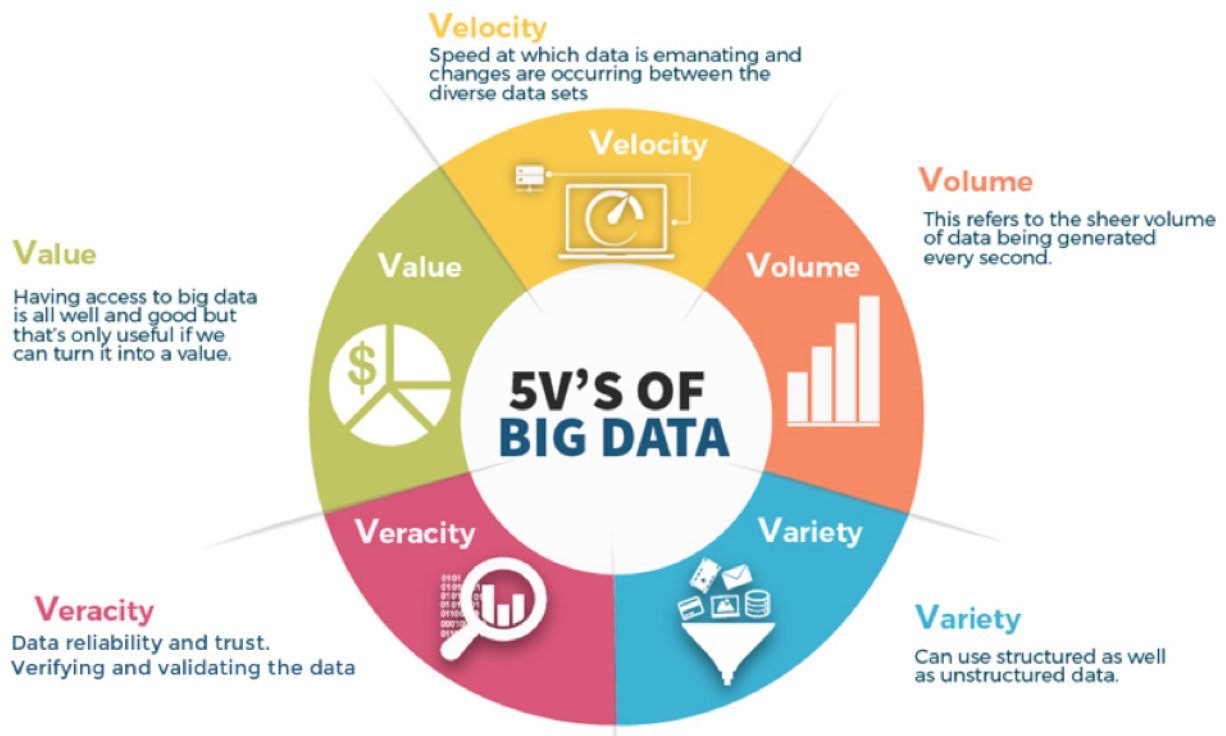 Velocity
Speed at which data is emanating and
changes are occurring between the
diverse data sets
Velocity
Volume
This refers to the sheer volume
of data being generated
every second.
Volume
Value
Having access to big data
is all well and good but
that's only useful if we
can turn it into a value.
Value
$
5V'S OF
BIG DATA
Veracity
Variety
Veracity
Data reliability and trust.
Verifying and validating the data
Variety
Can use structured as well
as unstructured data.